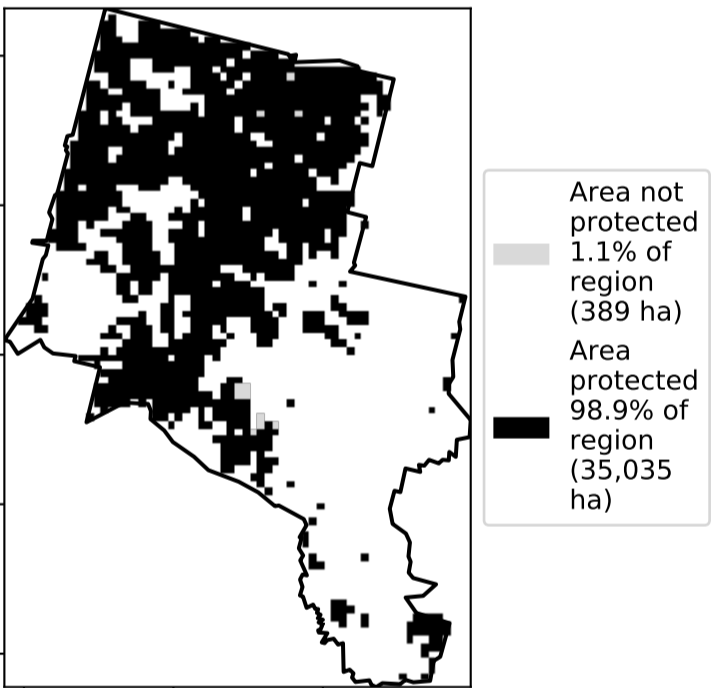 Area not
protected
1.1% of
region
(389 ha)
Area
protected
98.9% of
region
(35,035
ha)